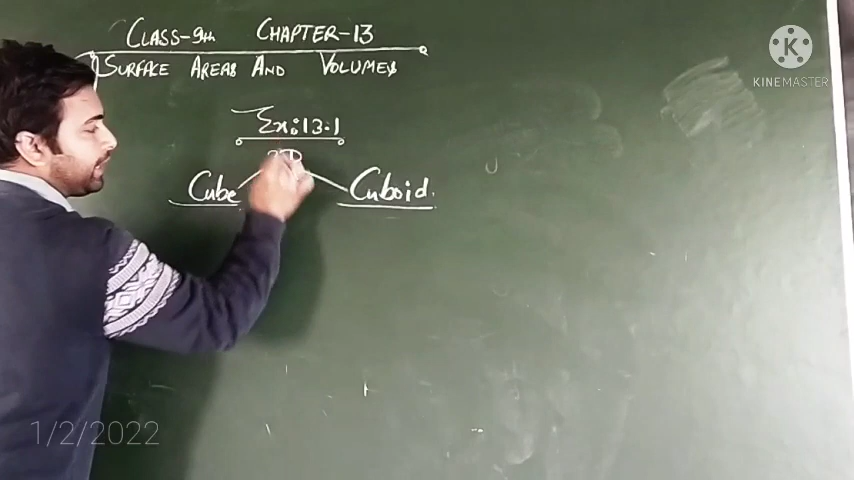 CLASS-9th CHAPTER-13
SURFACE AREAS AND VOLUMES
Ex:13.1
Cube Cuboid.
KINEMASTER
1/2/2022